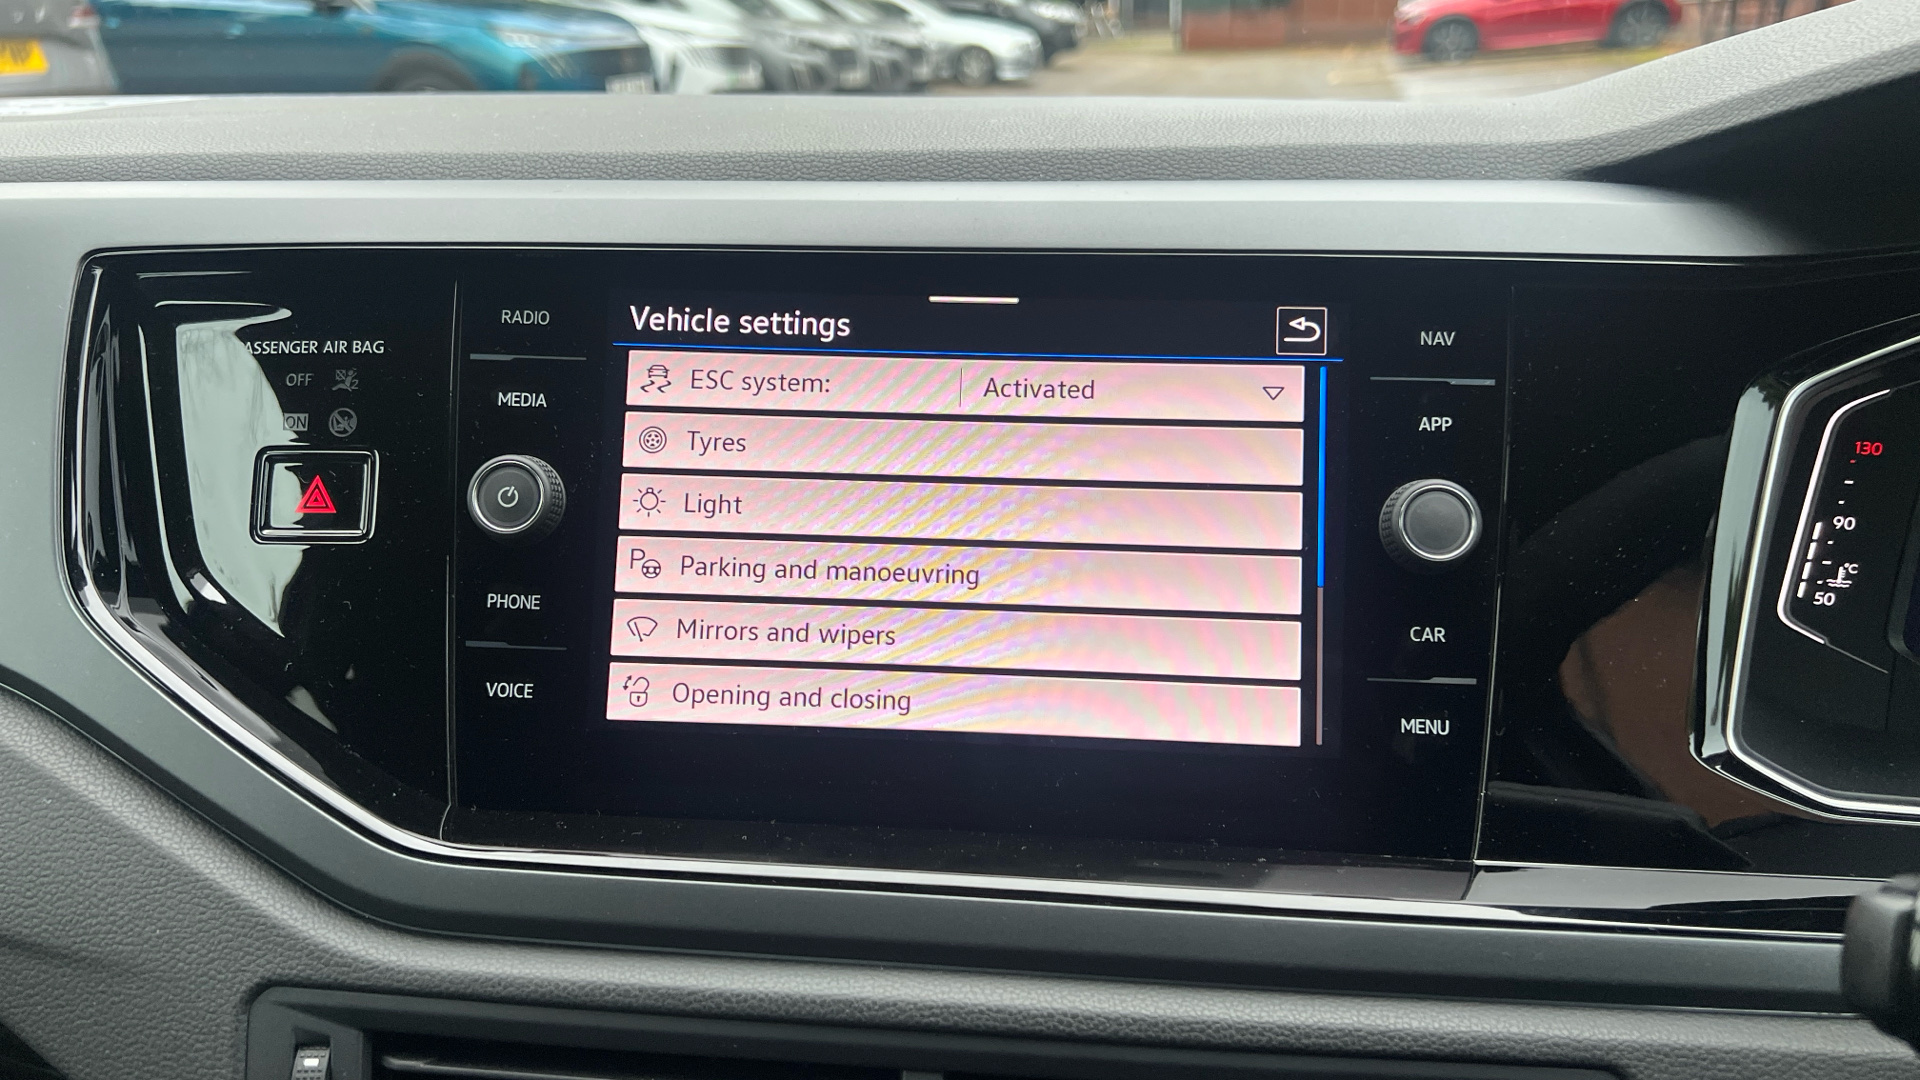 PASSENGER AIR BAG
OFF
ON
RADIO
MEDIA
PHONE
VOICE
Vehicle settings
ESC system: Activated
Tyres
Light
P Parking and manoeuvring
Mirrors and wipers
Opening and closing
NAV
APP
CAR
MENU
130
90
°C
50